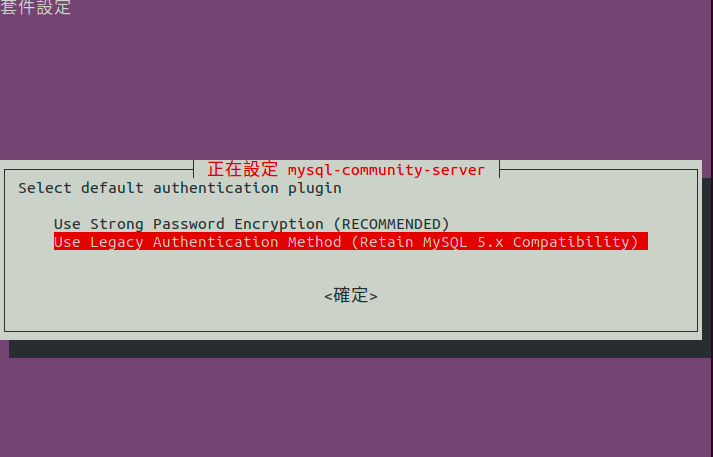 套件設定
正在設定 mysql-community-server
Select default authentication plugin
Use Strong Password Encryption (RECOMMENDED)
Use Legacy Authentication Method (Retain MySQL 5.x Compatibility)
<確定>